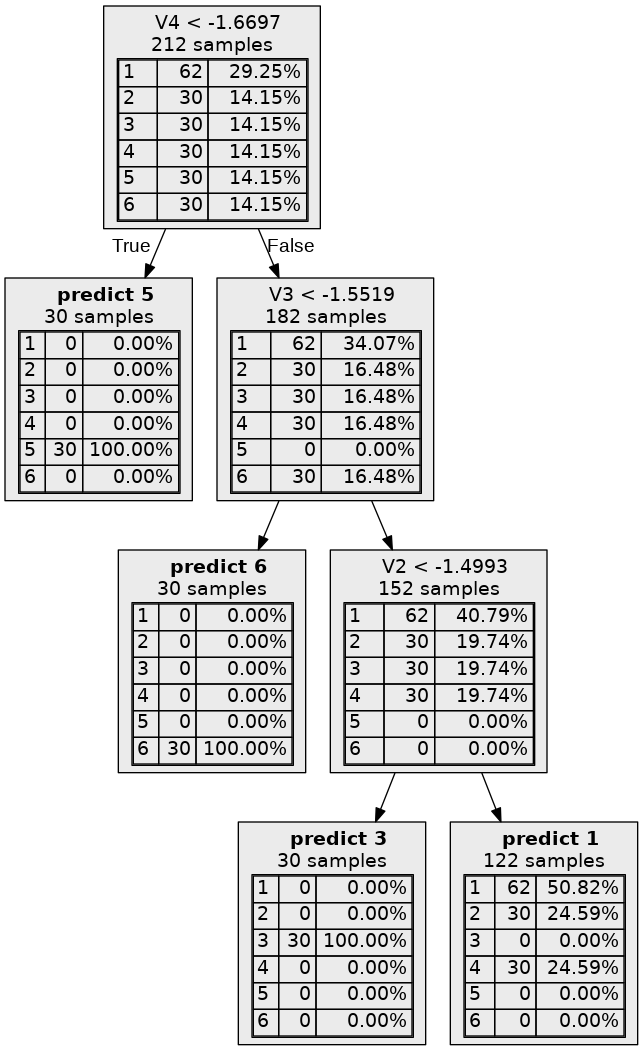 V4 < -1.6697
212 samples
1 62 29.25%
2 30 14.15%
3 30 14.15%
4 30 14.15%
5 30 14.15%
6 30 14.15%
True
False
predict 5
30 samples
1 0 0.00%
2 0 0.00%
3 0 0.00%
4 0 0.00%
5 30 100.00%
6 0 0.00%
V3 < -1.5519
182 samples
1 62 34.07%
2 30 16.48%
3 30 16.48%
4 30 16.48%
5 0 0.00%
6 30 16.48%
predict 6
30 samples
1 0 0.00%
2 0 0.00%
3 0 0.00%
4 0 0.00%
5 0 0.00%
6 30 100.00%
V2 < -1.4993
152 samples
1 62 40.79%
2 30 19.74%
3 30 19.74%
4 30 19.74%
5 0 0.00%
6 0 0.00%
predict 3
30 samples
1 0 0.00%
2 0 0.00%
3 30 100.00%
4 0 0.00%
5 0 0.00%
6 0 0.00%
predict 1
122 samples
1 62 50.82%
2 30 24.59%
3 0 0.00%
4 30 24.59%
5 0 0.00%
6 0 0.00%